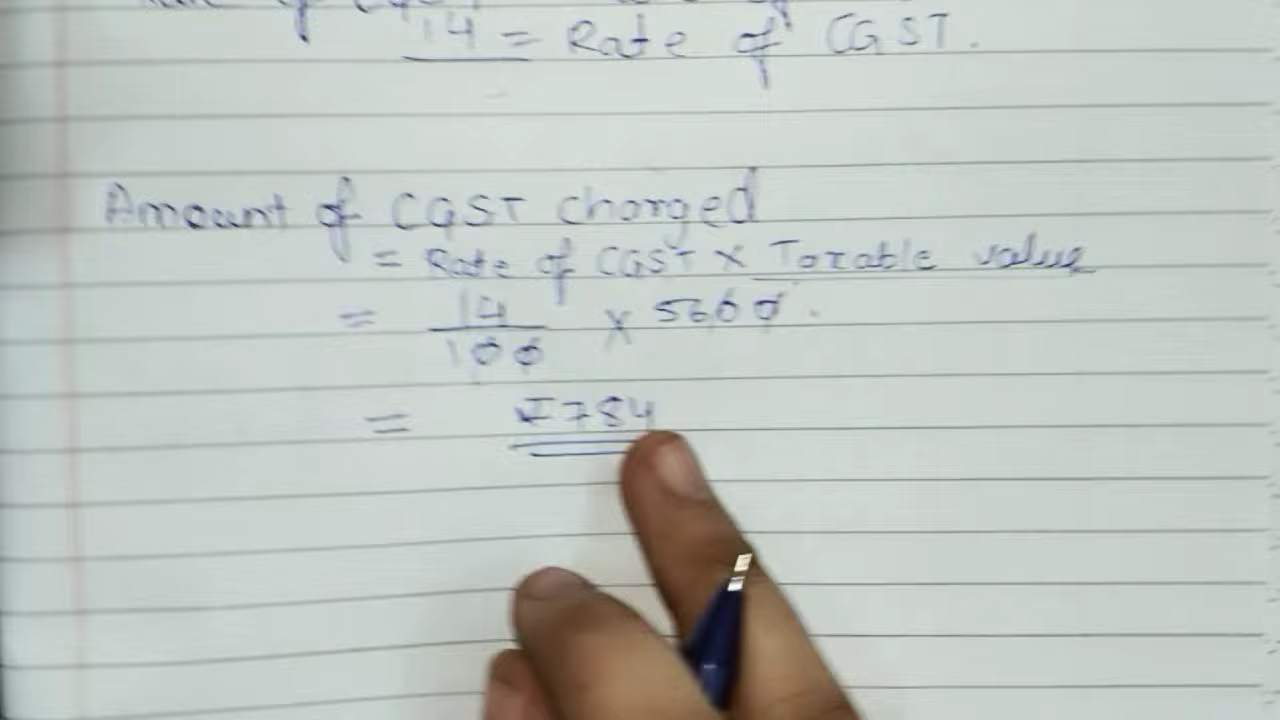 14 = Rate of CGST.
Amount of CGST charged
= Rate of CGST × Taxable value
= 14/100 × 5600.
= ₹784